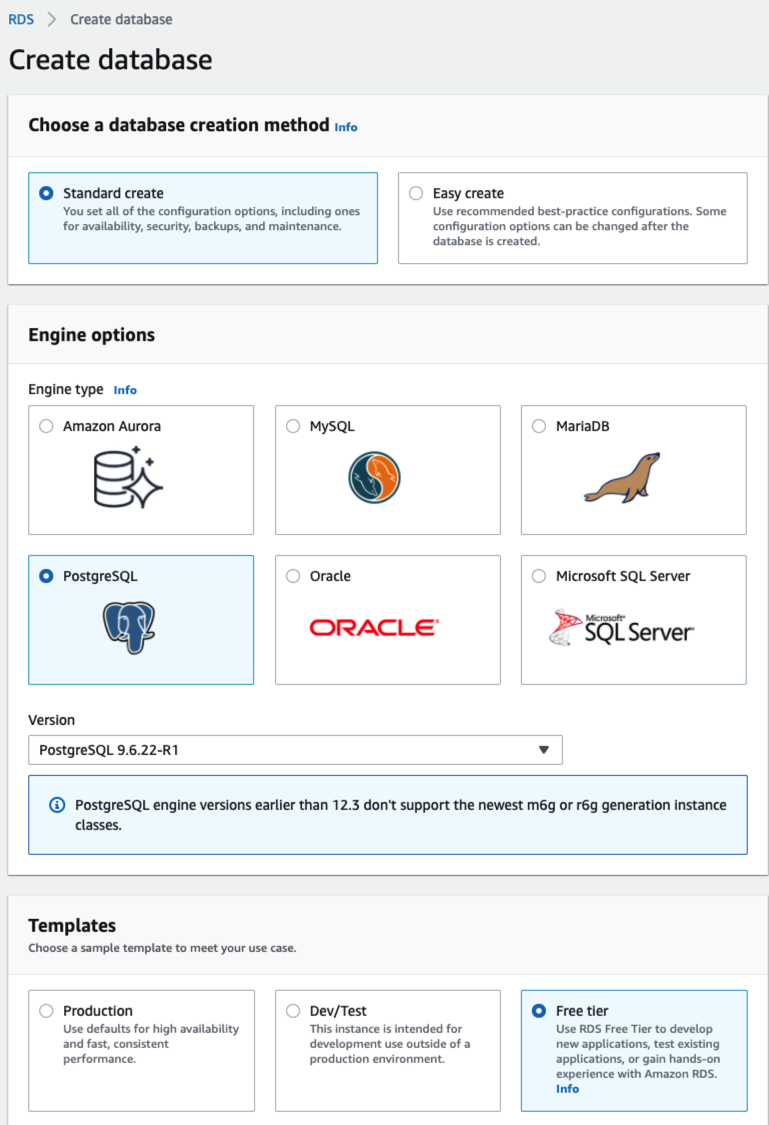 RDS > Create database
Create database
Choose a database creation method Info
Standard create
You set all of the configuration options, including ones
for availability, security, backups, and maintenance.
Easy create
Use recommended best-practice configurations. Some
configuration options can be changed after the
database is created.
Engine options
Engine type Info
Amazon Aurora
MySQL
MariaDB
PostgreSQL
Oracle
ORACLE®
Microsoft SQL Server
Microsoft®
SQL Server®
Version
PostgreSQL 9.6.22-R1
PostgreSQL engine versions earlier than 12.3 don't support the newest m6g or r6g generation instance
classes.
Templates
Choose a sample template to meet your use case.
Production
Use defaults for high availability
and fast, consistent
performance.
Dev/Test
This instance is intended for
development use outside of a
production environment.
Free tier
Use RDS Free Tier to develop
new applications, test existing
applications, or gain hands-on
experience with Amazon RDS.
Info